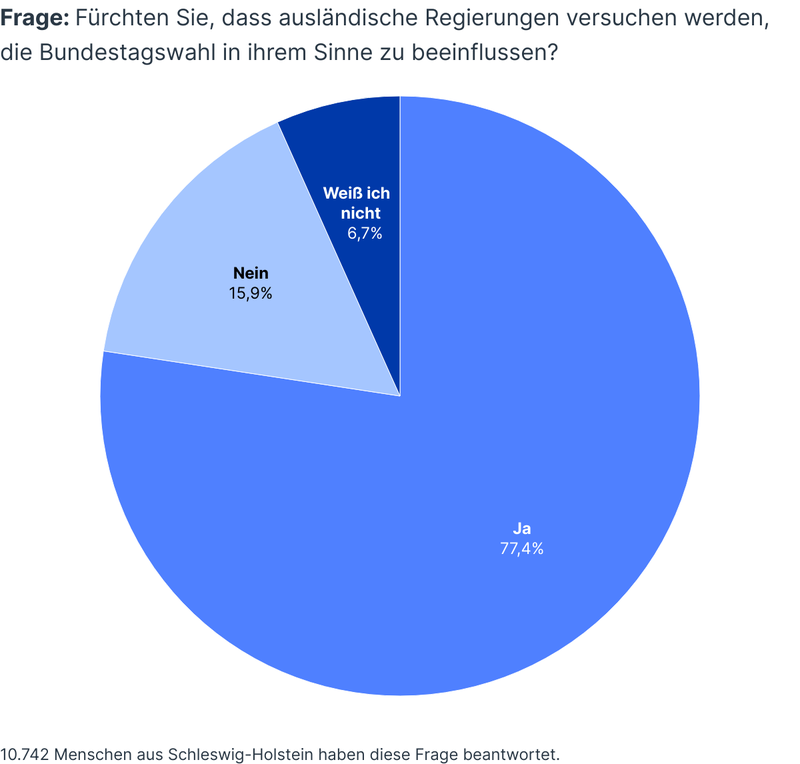 Frage: Fürchten Sie, dass ausländische Regierungen versuchen werden,
die Bundestagswahl in ihrem Sinne zu beeinflussen?
Weiß ich
nicht
6,7%
Nein
15,9%
Ja
77,4%
10.742 Menschen aus Schleswig-Holstein haben diese Frage beantwortet.